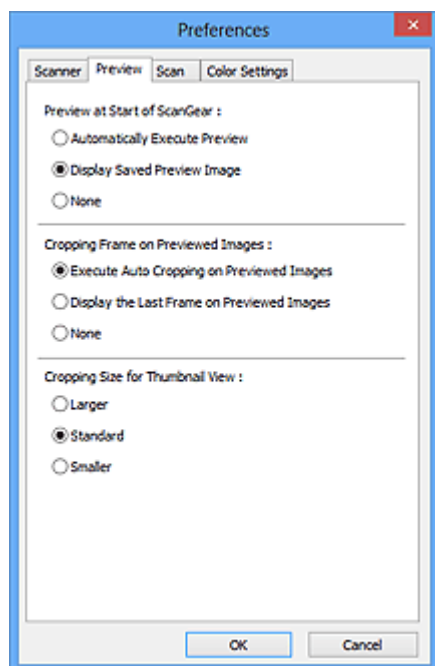 Preferences
Scanner Preview Scan Color Settings
Preview at Start of ScanGear :
Automatically Execute Preview
Display Saved Preview Image
None
Cropping Frame on Previewed Images :
Execute Auto Cropping on Previewed Images
Display the Last Frame on Previewed Images
None
Cropping Size for Thumbnail View :
Larger
Standard
Smaller
OK Cancel